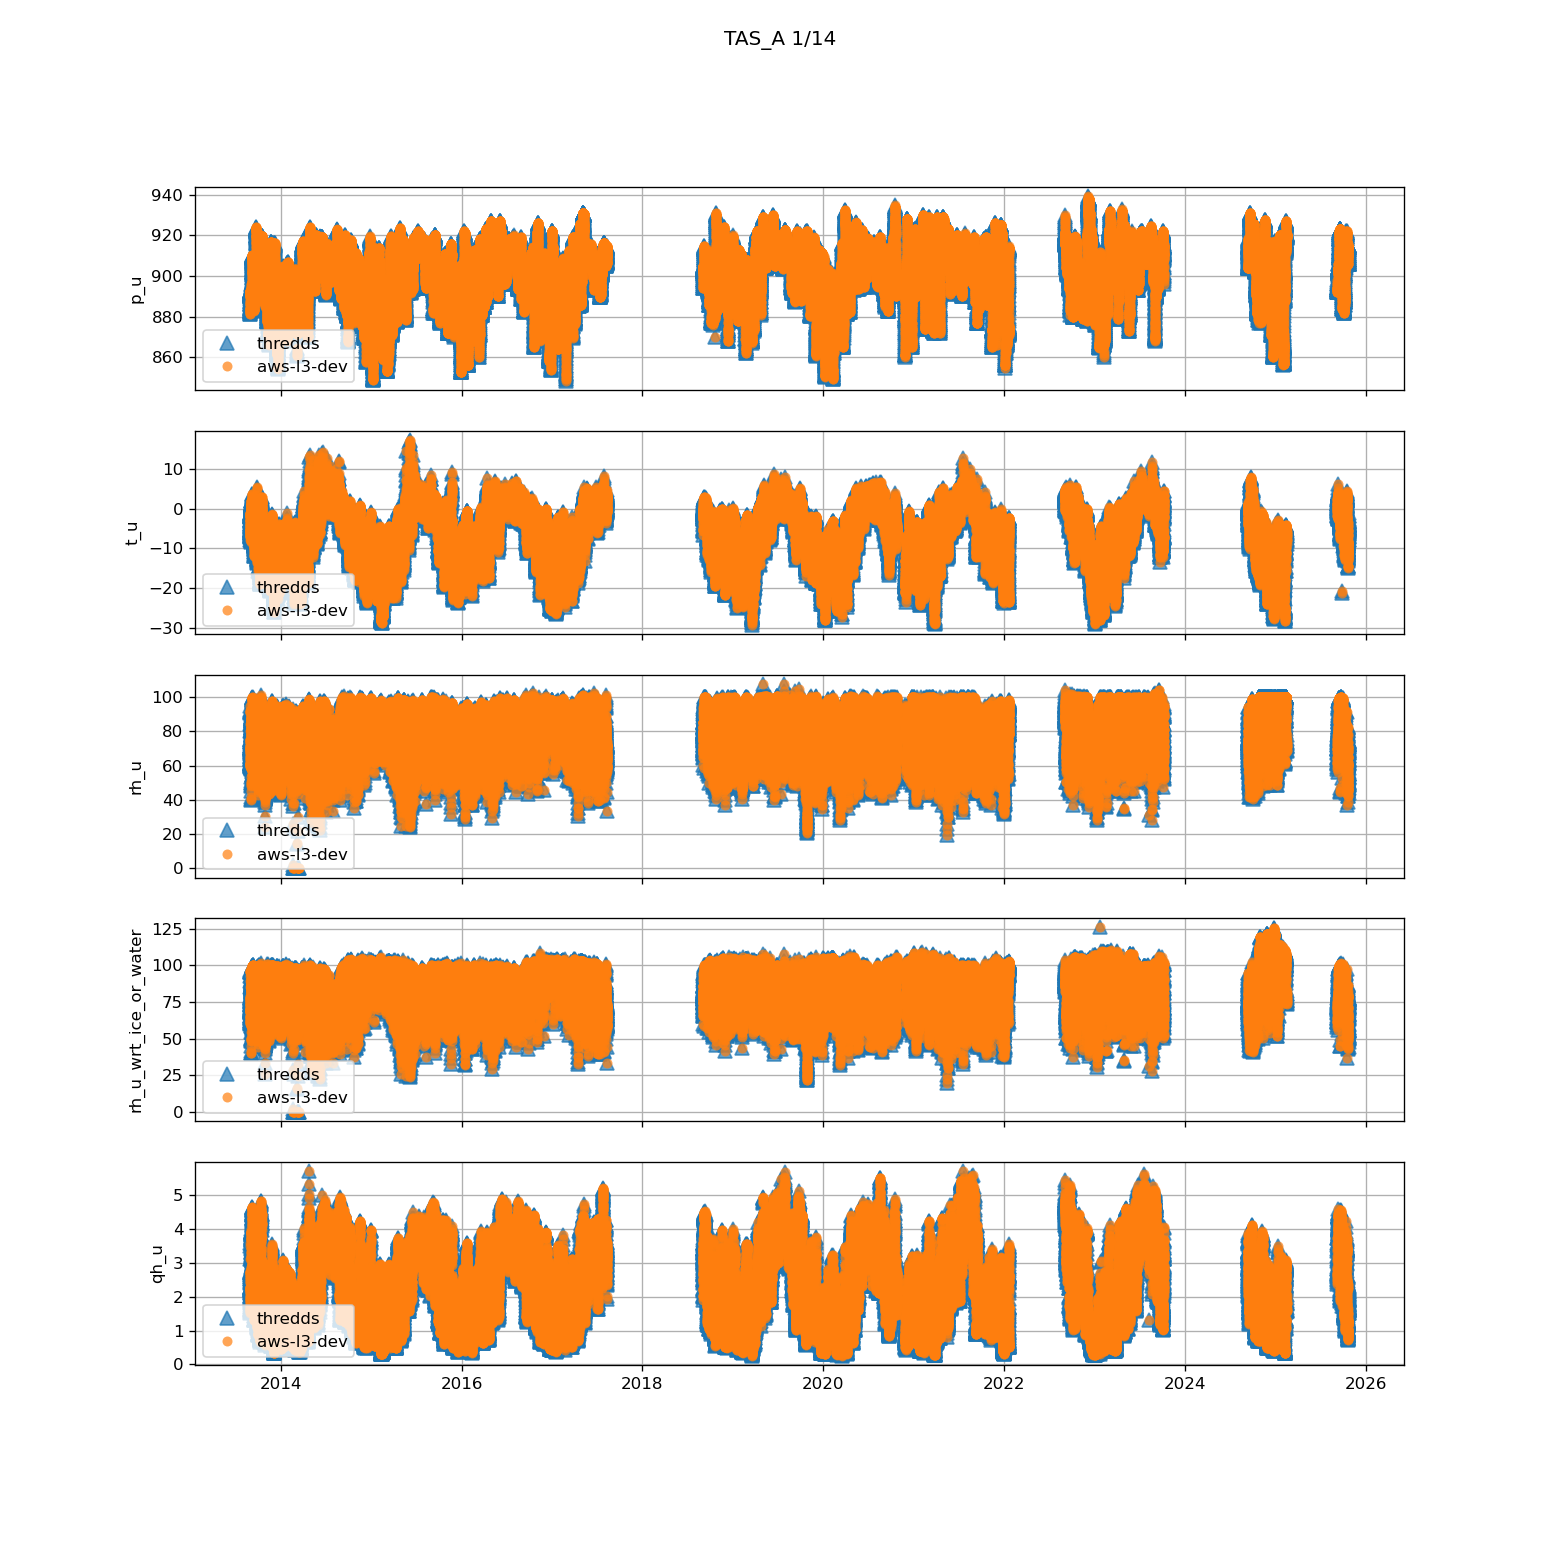 TAS_A 1/14
940
920
900
880
860
p_u
thredds
aws-l3-dev
10
0
−10
−20
−30
t_u
thredds
aws-l3-dev
100
80
60
40
20
0
rh_u
thredds
aws-l3-dev
125
100
75
50
25
0
rh_u_wrt_ice_or_water
thredds
aws-l3-dev
5
4
3
2
1
0
qh_u
thredds
aws-l3-dev
2014 2016 2018 2020 2022 2024 2026